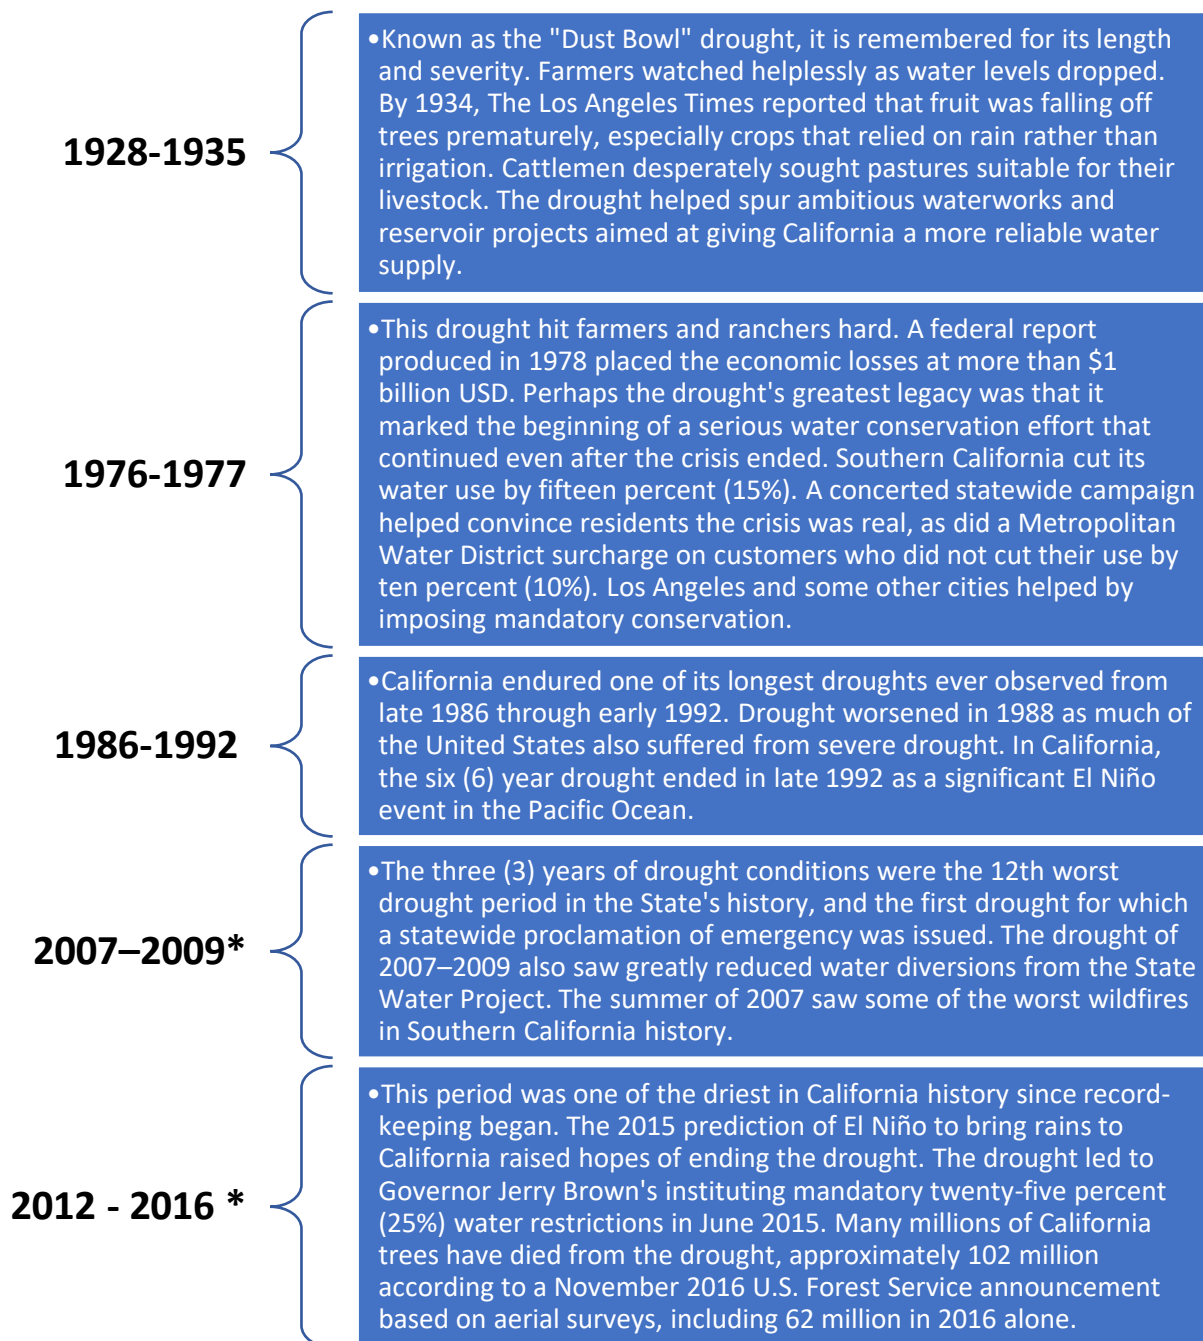 1928-1935
•Known as the "Dust Bowl" drought, it is remembered for its length
and severity. Farmers watched helplessly as water levels dropped.
By 1934, The Los Angeles Times reported that fruit was falling off
trees prematurely, especially crops that relied on rain rather than
irrigation. Cattlemen desperately sought pastures suitable for their
livestock. The drought helped spur ambitious waterworks and
reservoir projects aimed at giving California a more reliable water
supply.
1976-1977
•This drought hit farmers and ranchers hard. A federal report
produced in 1978 placed the economic losses at more than $1
billion USD. Perhaps the drought's greatest legacy was that it
marked the beginning of a serious water conservation effort that
continued even after the crisis ended. Southern California cut its
water use by fifteen percent (15%). A concerted statewide campaign
helped convince residents the crisis was real, as did a Metropolitan
Water District surcharge on customers who did not cut their use by
ten percent (10%). Los Angeles and some other cities helped by
imposing mandatory conservation.
1986-1992
•California endured one of its longest droughts ever observed from
late 1986 through early 1992. Drought worsened in 1988 as much of
the United States also suffered from severe drought. In California,
the six (6) year drought ended in late 1992 as a significant El Niño
event in the Pacific Ocean.
2007–2009*
•The three (3) years of drought conditions were the 12th worst
drought period in the State's history, and the first drought for which
a statewide proclamation of emergency was issued. The drought of
2007–2009 also saw greatly reduced water diversions from the State
Water Project. The summer of 2007 saw some of the worst wildfires
in Southern California history.
2012 - 2016 *
•This period was one of the driest in California history since record-
keeping began. The 2015 prediction of El Niño to bring rains to
California raised hopes of ending the drought. The drought led to
Governor Jerry Brown's instituting mandatory twenty-five percent
(25%) water restrictions in June 2015. Many millions of California
trees have died from the drought, approximately 102 million
according to a November 2016 U.S. Forest Service announcement
based on aerial surveys, including 62 million in 2016 alone.